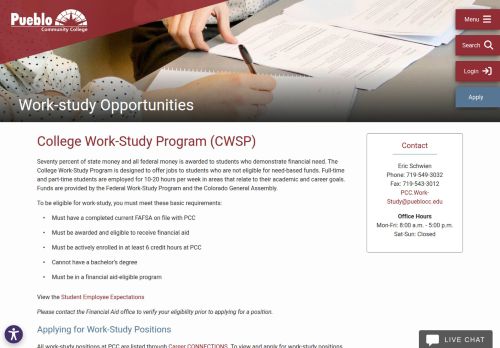 Pueblo
Community College
Menu
Search
Login
Apply
Work-study Opportunities
College Work-Study Program (CWSP)
Seventy percent of state money and all federal money is awarded to students who demonstrate financial need. The
College Work-Study Program is designed to offer jobs to students who are not eligible for need-based funds. Full-time
and part-time students are employed for 10-20 hours per week in areas that relate to their academic and career goals.
Funds are provided by the Federal Work-Study Program and the Colorado General Assembly.
To be eligible for work-study, you must meet these basic requirements:
Must have a completed current FAFSA on file with PCC
Must be awarded and eligible to receive financial aid
Must be actively enrolled in at least 6 credit hours at PCC
Cannot have a bachelor's degree
Must be in a financial aid-eligible program
View the Student Employee Expectations
Please contact the Financial Aid office to verify your eligibility prior to applying for a position.
Applying for Work-Study Positions
All work-study positions at PCC are listed through Career CONNECTIONS. To view and apply for work-study positions,
Contact
Eric Schwien
Phone: 719-549-3032
Fax: 719-543-3012
PCC.Work-
Study@pueblocc.edu
Office Hours
Mon-Fri: 8:00 a.m. - 5:00 p.m.
Sat-Sun: Closed
LIVE CHAT